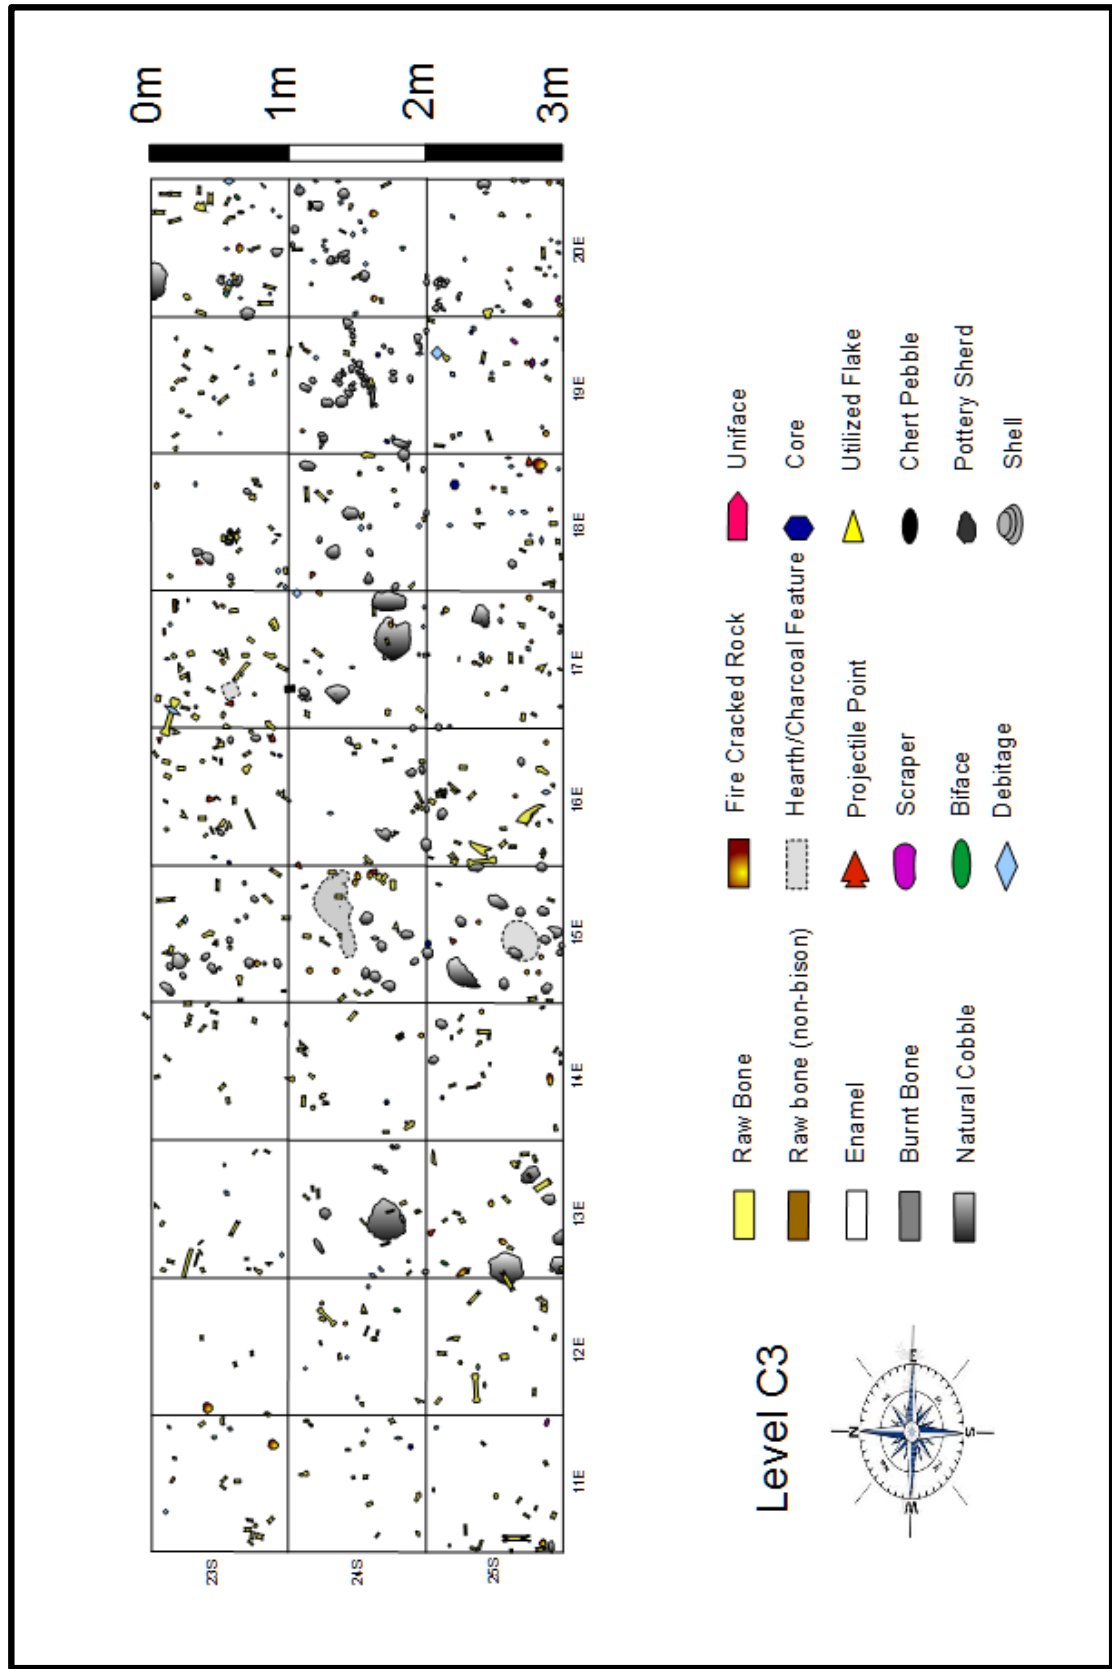 0m
1m
2m
3m
11E
12E
13E
14E
15E
16E
17E
18E
19E
20E
23S
24S
25S
Level C3
N
E
S
W
Raw Bone
Raw bone (non-bison)
Enamel
Burnt Bone
Natural Cobble
Fire Cracked Rock
Hearth/Charcoal Feature
Projectile Point
Scraper
Biface
Debitage
Uniface
Core
Utilized Flake
Chert Pebble
Pottery Sherd
Shell